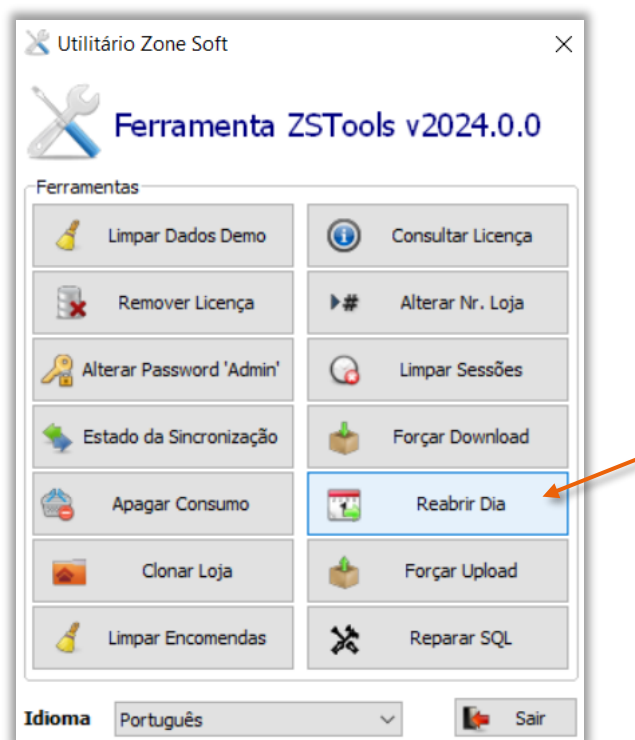 Utilitário Zone Soft
Ferramenta ZSTools v2024.0.0
Ferramentas
Limpar Dados Demo
Consultar Licença
Remover Licença
Alterar Nr. Loja
Alterar Password 'Admin'
Limpar Sessões
Estado da Sincronização
Forçar Download
Apagar Consumo
Reabrir Dia
Clonar Loja
Forçar Upload
Limpar Encomendas
Reparar SQL
Idioma
Português
Sair